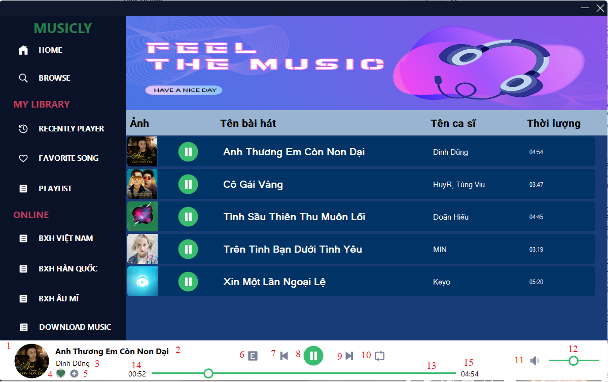 MUSICLY
HOME
BROWSE
MY LIBRARY
RECENTLY PLAYER
FAVORITE SONG
PLAYLIST
ONLINE
BXH VIỆT NAM
BXH HÀN QUỐC
BXH ÂU MĨ
DOWNLOAD MUSIC
FEEL
THE MUSIC
HAVE A NICE DAY
Ảnh Tên bài hát Tên ca sĩ Thời lượng
Anh Thương Em Còn Non Dại Đình Dũng 04:54
Cô Gái Vàng HuyR, Tùng Viu 03:47
Tình Sầu Thiên Thu Muôn Lối Doãn Hiếu 04:45
Trên Tình Bạn Dưới Tình Yêu MIN 03:19
Xin Một Lần Ngoại Lệ Keyo 05:20
1 Anh Thương Em Còn Non Dại 2
Đình Dũng 3
4 5
6 E 7 8 9 10
14 13 15
00:52 04:54
11 12